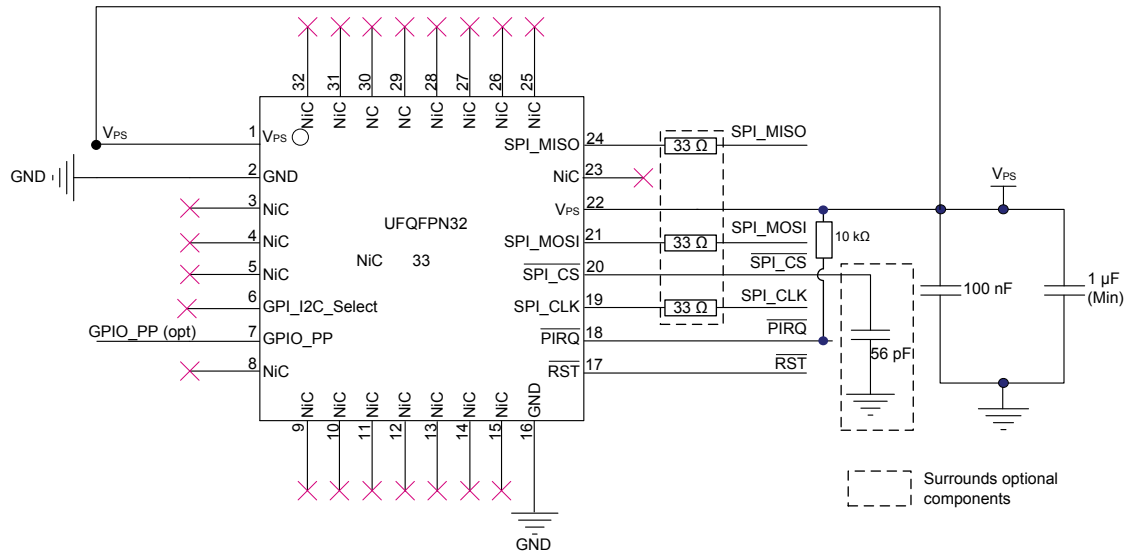 32
31
30
29
28
27
26
25
NiC
NiC
NC
NC
NiC
NiC
NiC
NiC
VPS
1
VPS
GND
2
GND
3
NiC
4
NiC
5
NiC
6
GPI_I2C_Select
GPIO_PP (opt)
7
GPIO_PP
8
NiC
UFQFPN32
NiC 33
SPI_MISO
24
33 Ω
SPI_MISO
NiC
23
VPS
22
VPS
SPI_MOSI
21
33 Ω
SPI_MOSI
10 kΩ
SPI_CS
20
SPI_CS
SPI_CLK
19
33 Ω
SPI_CLK
PIRQ
18
PIRQ
RST
17
RST
100 nF
1 µF
(Min)
56 pF
NiC
NiC
NiC
NiC
NiC
NiC
NiC
GND
9
10
11
12
13
14
15
16
GND
Surrounds optional
components